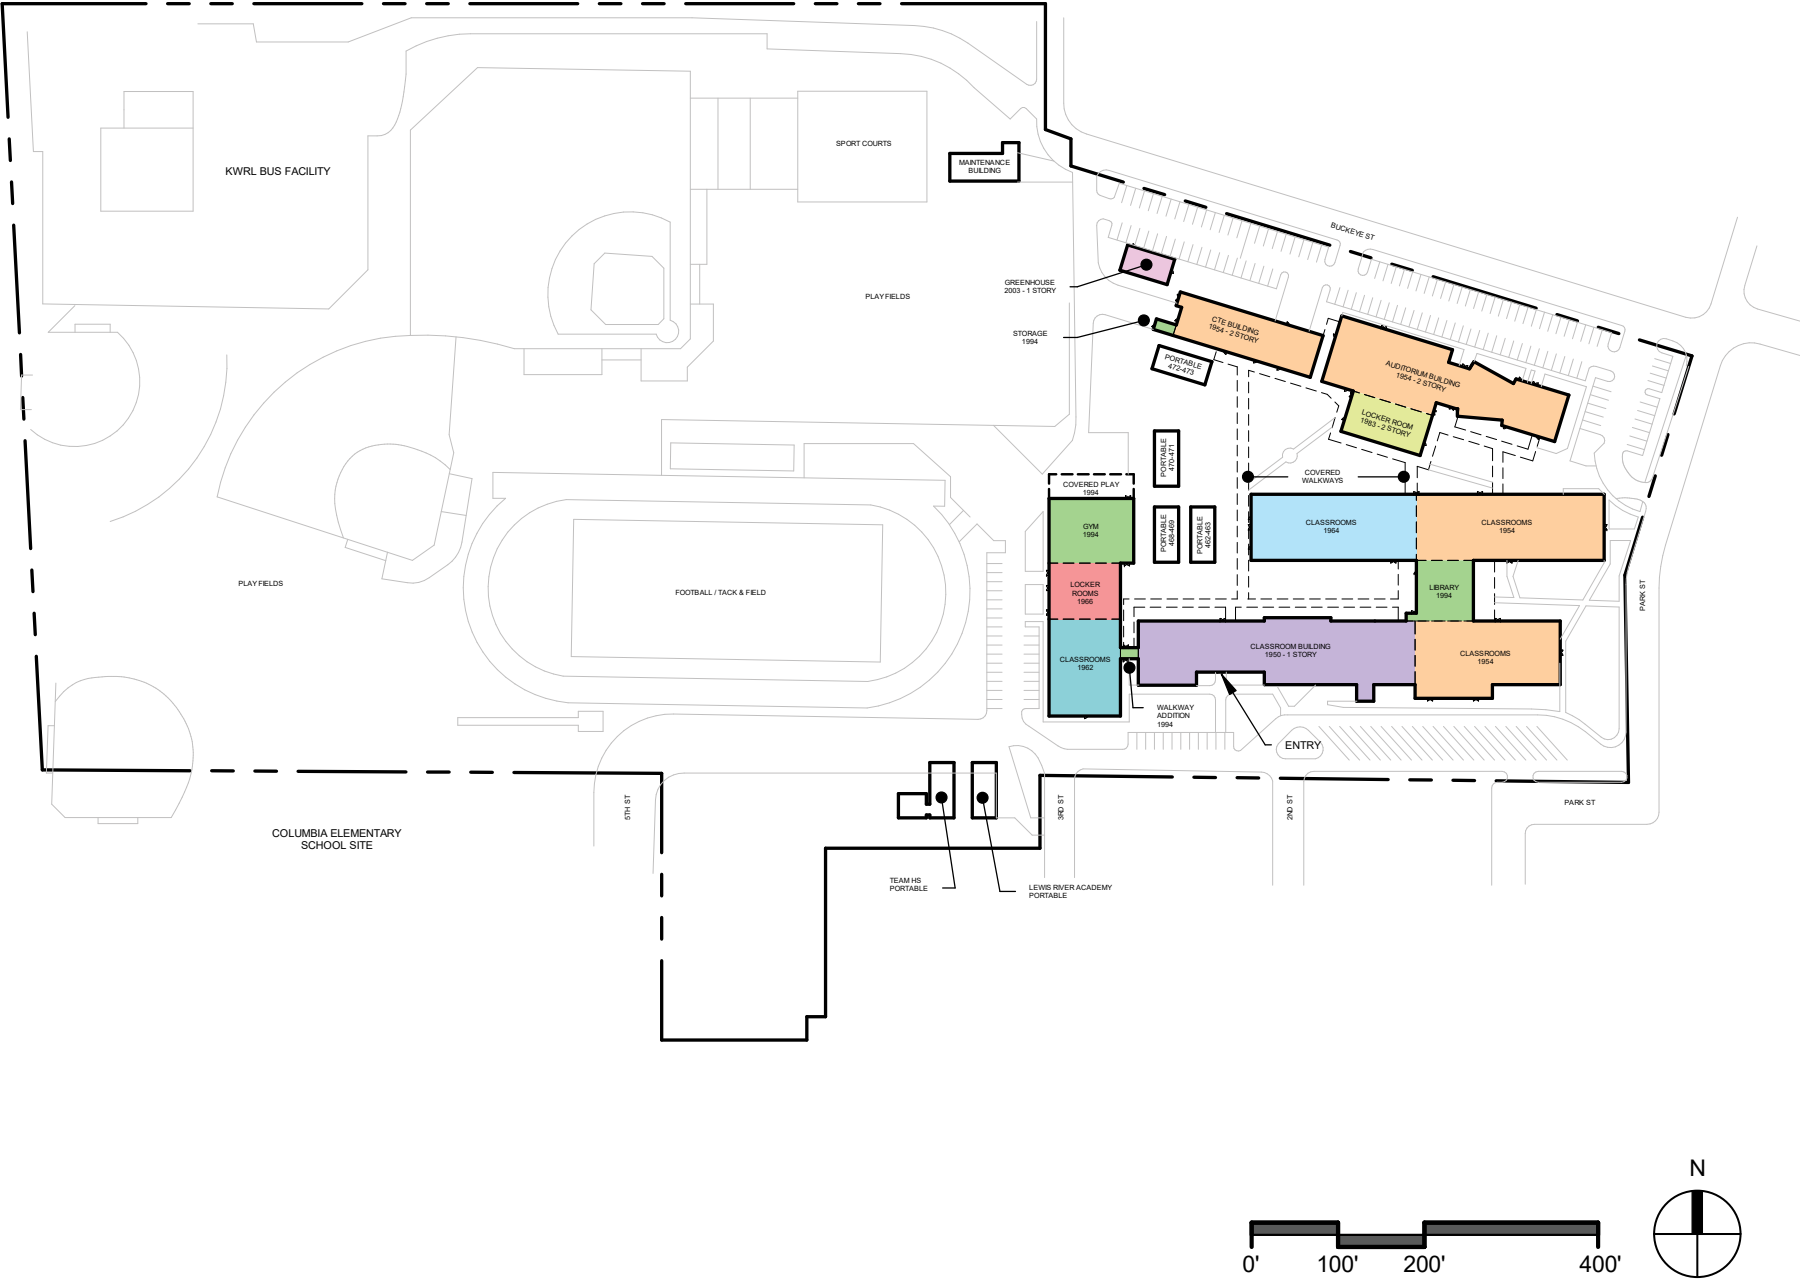 SPORT COURTS
MAINTENANCE
BUILDING
KWRL BUS FACILITY
BUCKEYE ST
GREENHOUSE
2003 - 1 STORY
PLAYFIELDS
STORAGE
1994
CTE BUILDING
1954 - 2 STORY
PORTABLE
472-473
AUDITORIUM BUILDING
1954 - 2 STORY
LOCKER ROOM
1983 - 2 STORY
PORTABLE
470-471
COVERED
WALKWAYS
COVERED PLAY
1994
GYM
1994
PORTABLE
468-469
PORTABLE
462-463
CLASSROOMS
1964
CLASSROOMS
1954
PLAYFIELDS
FOOTBALL / TACK & FIELD
LOCKER
ROOMS
1966
LIBRARY
1994
PARK ST
CLASSROOMS
1962
CLASSROOM BUILDING
1950 - 1 STORY
CLASSROOMS
1954
WALKWAY
ADDITION
1994
ENTRY
5TH ST
3RD ST
2ND ST
PARK ST
COLUMBIA ELEMENTARY
SCHOOL SITE
TEAM HS
PORTABLE
LEWIS RIVER ACADEMY
PORTABLE
N
0' 100' 200' 400'